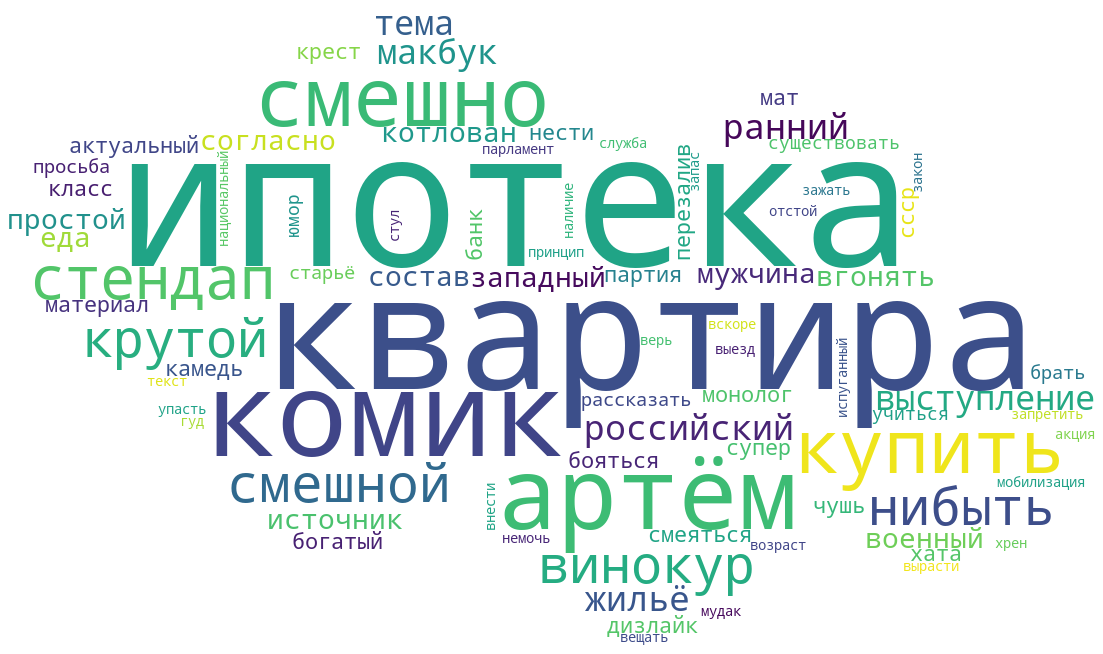 тема
крест
макбук
смешно
мат
ранний
актуальный
согласно
котлован
нести
служба
существовать
парламент
просьба
класс
ипотека
национальный
юмор
стул
банк
наличие
перезалив
запас
зажать
закон
отстой
ссср
простой
еда
принцип
стендап
старьё
состав
западный
партия
мужчина
вгонять
материал
крутой
квартира
верь
вскоре
выезд
испуганный
камедь
текст
брать
комик
рассказать
монолог
выступление
упасть
гуд
учиться
запретить
российский
акция
супер
купить
бояться
смешной
артём
мобилизация
внести
чушь
нибыть
источник
богатый
немочь
смеяться
возраст
военный
хата
хрен
винокур
вырасти
жильё
мудак
дизлайк
вещать